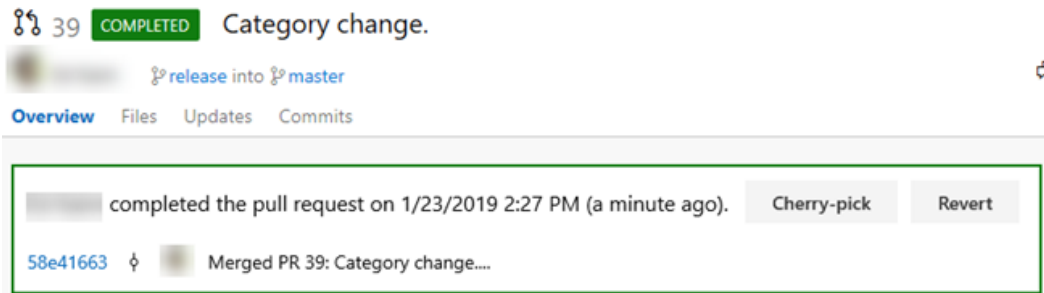 39 COMPLETED Category change.
release into master
Overview Files Updates Commits
completed the pull request on 1/23/2019 2:27 PM (a minute ago). Cherry-pick Revert
58e41663 Merged PR 39: Category change....